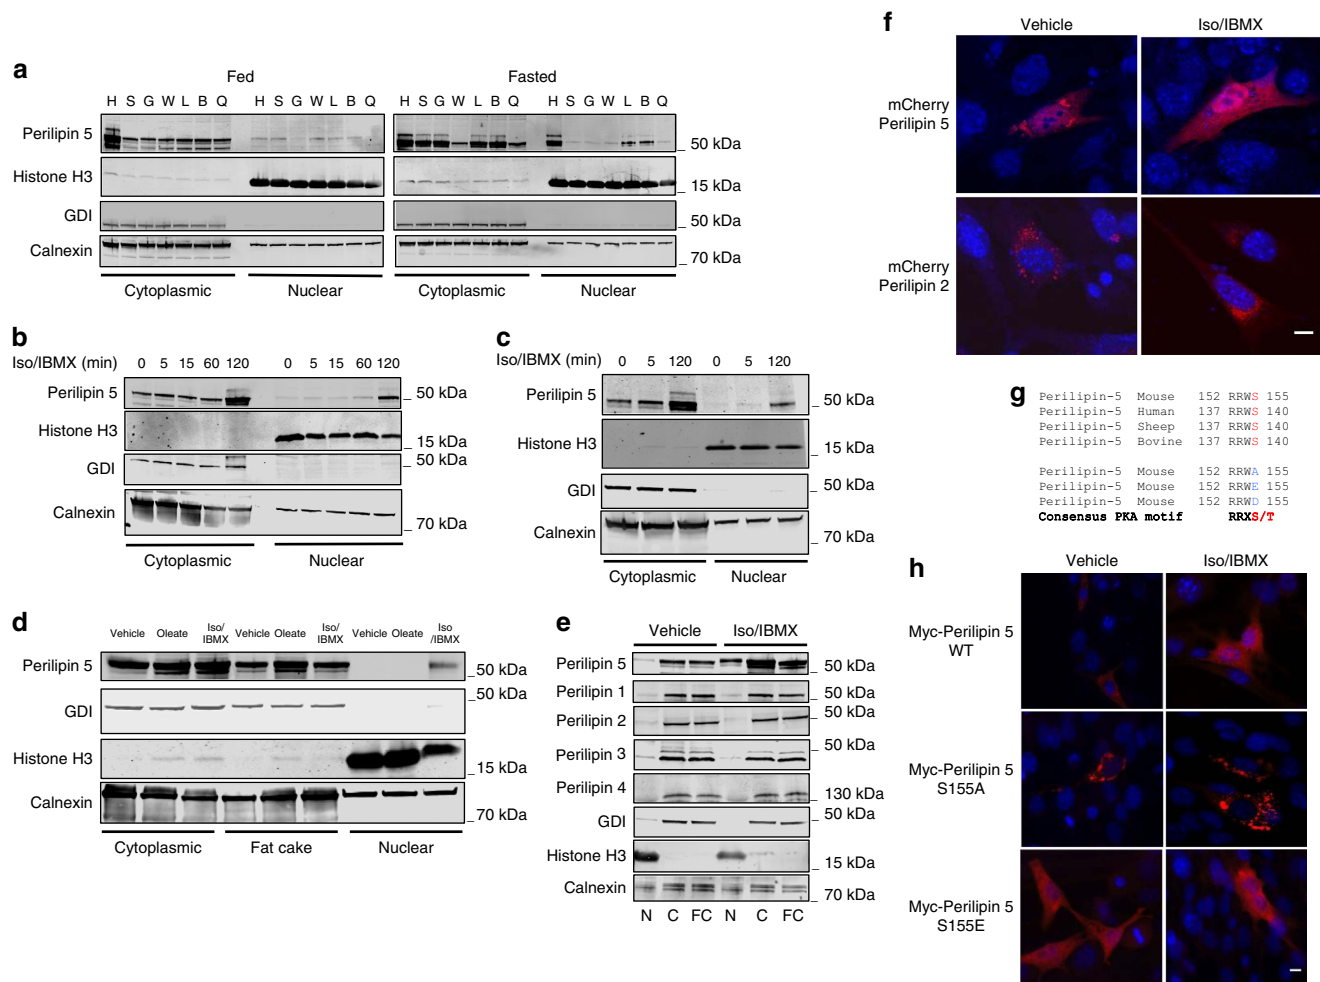 a
Fed
Fasted
H S G W L B Q H S G W L B Q H S G W L B Q H S G W L B Q
Perilipin 5
50 kDa
Histone H3
15 kDa
GDI
50 kDa
Calnexin
70 kDa
Cytoplasmic
Nuclear
Cytoplasmic
Nuclear
b
Iso/IBMX (min) 0 5 15 60 120 0 5 15 60 120
Perilipin 5
50 kDa
Histone H3
15 kDa
GDI
50 kDa
Calnexin
70 kDa
Cytoplasmic
Nuclear
c
Iso/IBMX (min) 0 5 120 0 5 120
Perilipin 5
50 kDa
Histone H3
15 kDa
GDI
50 kDa
Calnexin
70 kDa
Cytoplasmic
Nuclear
d
Vehicle Oleate Iso/IBMX Vehicle Oleate Iso/IBMX Vehicle Oleate Iso/IBMX
Perilipin 5
50 kDa
GDI
50 kDa
Histone H3
15 kDa
Calnexin
70 kDa
Cytoplasmic
Fat cake
Nuclear
e
Vehicle
Iso/IBMX
Perilipin 5
50 kDa
Perilipin 1
50 kDa
Perilipin 2
50 kDa
Perilipin 3
50 kDa
Perilipin 4
130 kDa
GDI
50 kDa
Histone H3
15 kDa
Calnexin
70 kDa
N C FC N C FC
f
Vehicle
Iso/IBMX
mCherry
Perilipin 5
mCherry
Perilipin 2
g
Perilipin-5 Mouse 152 RRWS 155
Perilipin-5 Human 137 RRWS 140
Perilipin-5 Sheep 137 RRWS 140
Perilipin-5 Bovine 137 RRWS 140
Perilipin-5 Mouse 152 RRWA 155
Perilipin-5 Mouse 152 RRWE 155
Perilipin-5 Mouse 152 RRWD 155
Consensus PKA motif RRXS/T
h
Vehicle
Iso/IBMX
Myc-Perilipin 5
WT
Myc-Perilipin 5
S155A
Myc-Perilipin 5
S155E